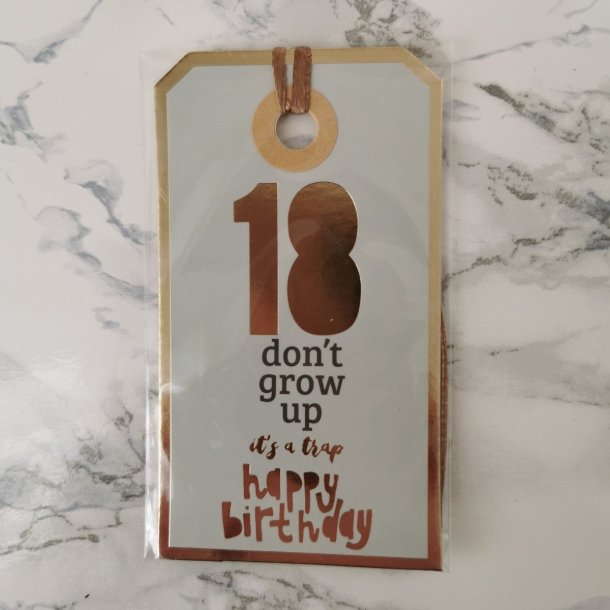 18
don't
grow
up
it's a trap
happy
birthday